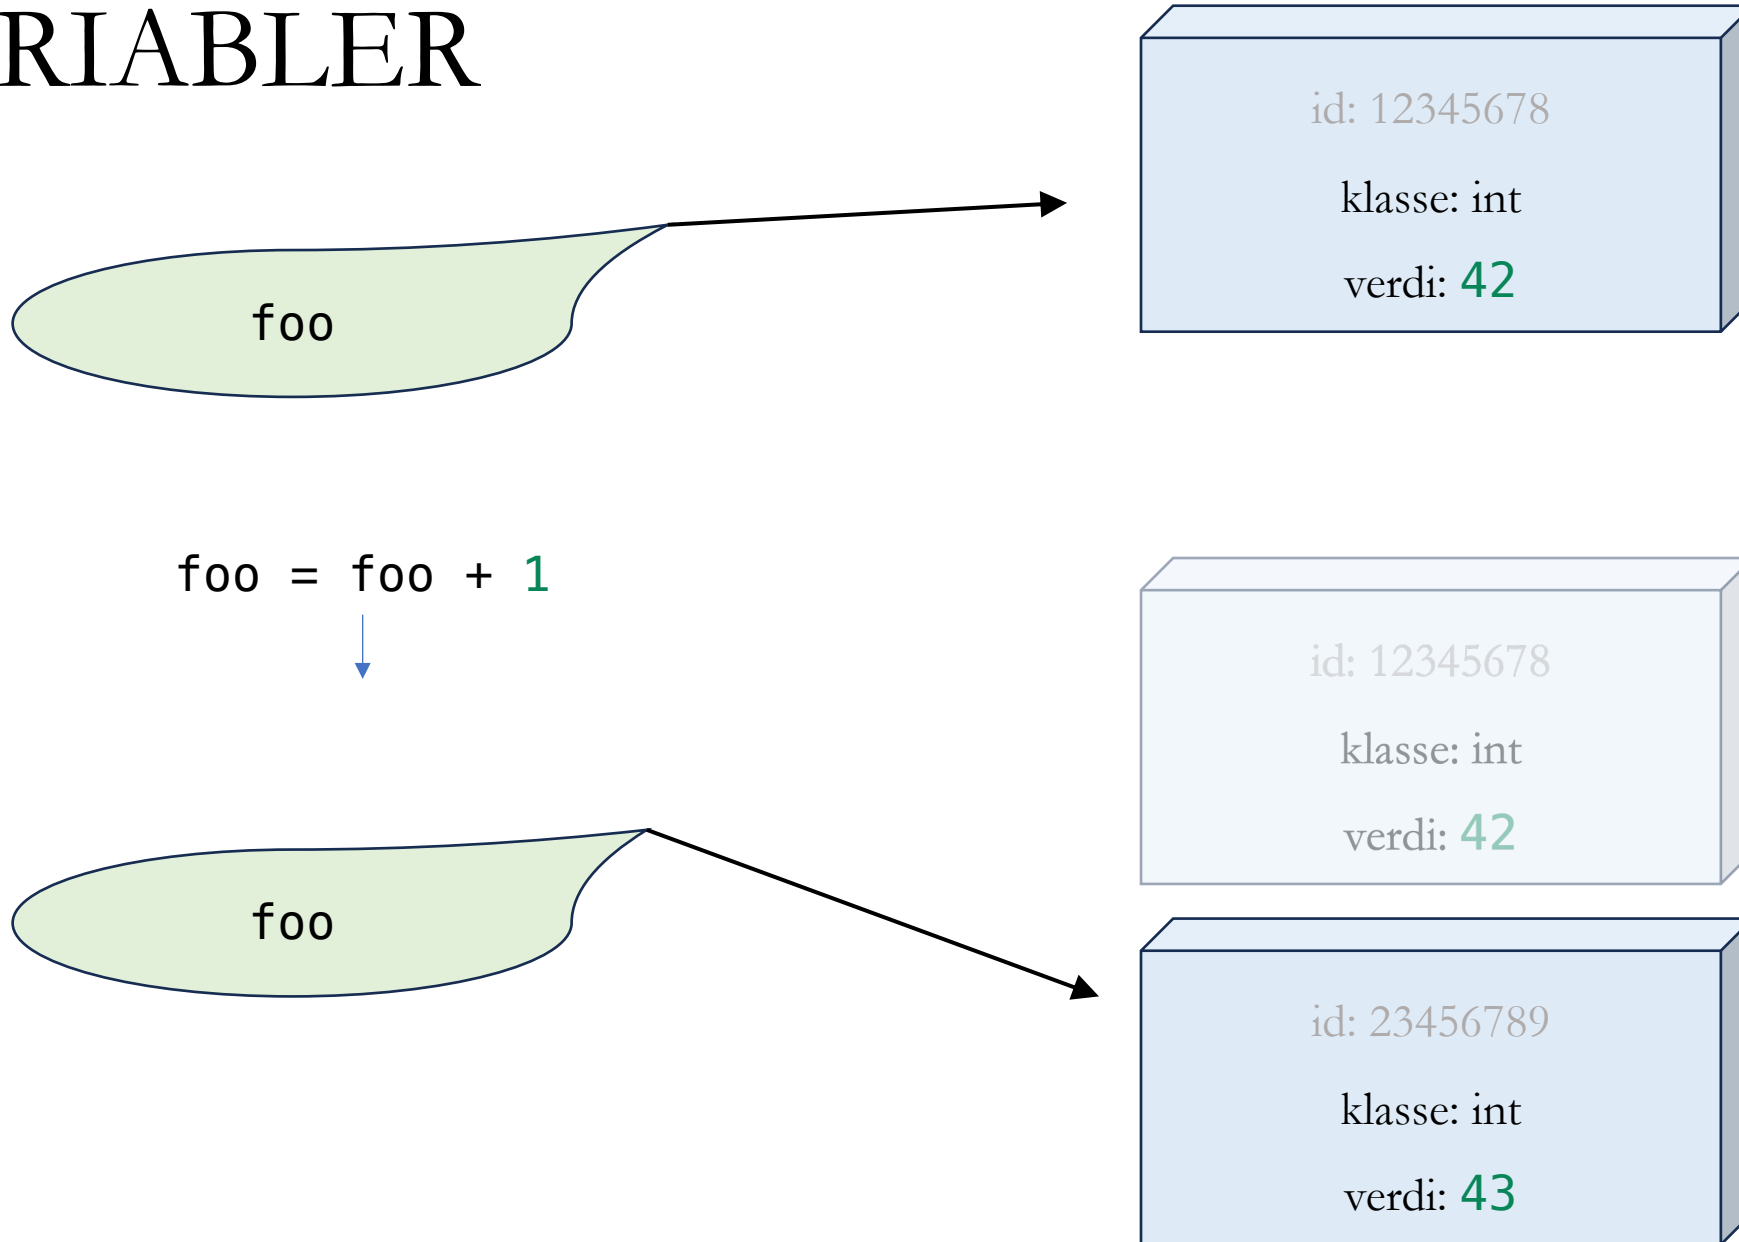 RIABLER
id: 12345678
klasse: int
verdi: 42
foo
foo = foo + 1
id: 12345678
klasse: int
verdi: 42
foo
id: 23456789
klasse: int
verdi: 43